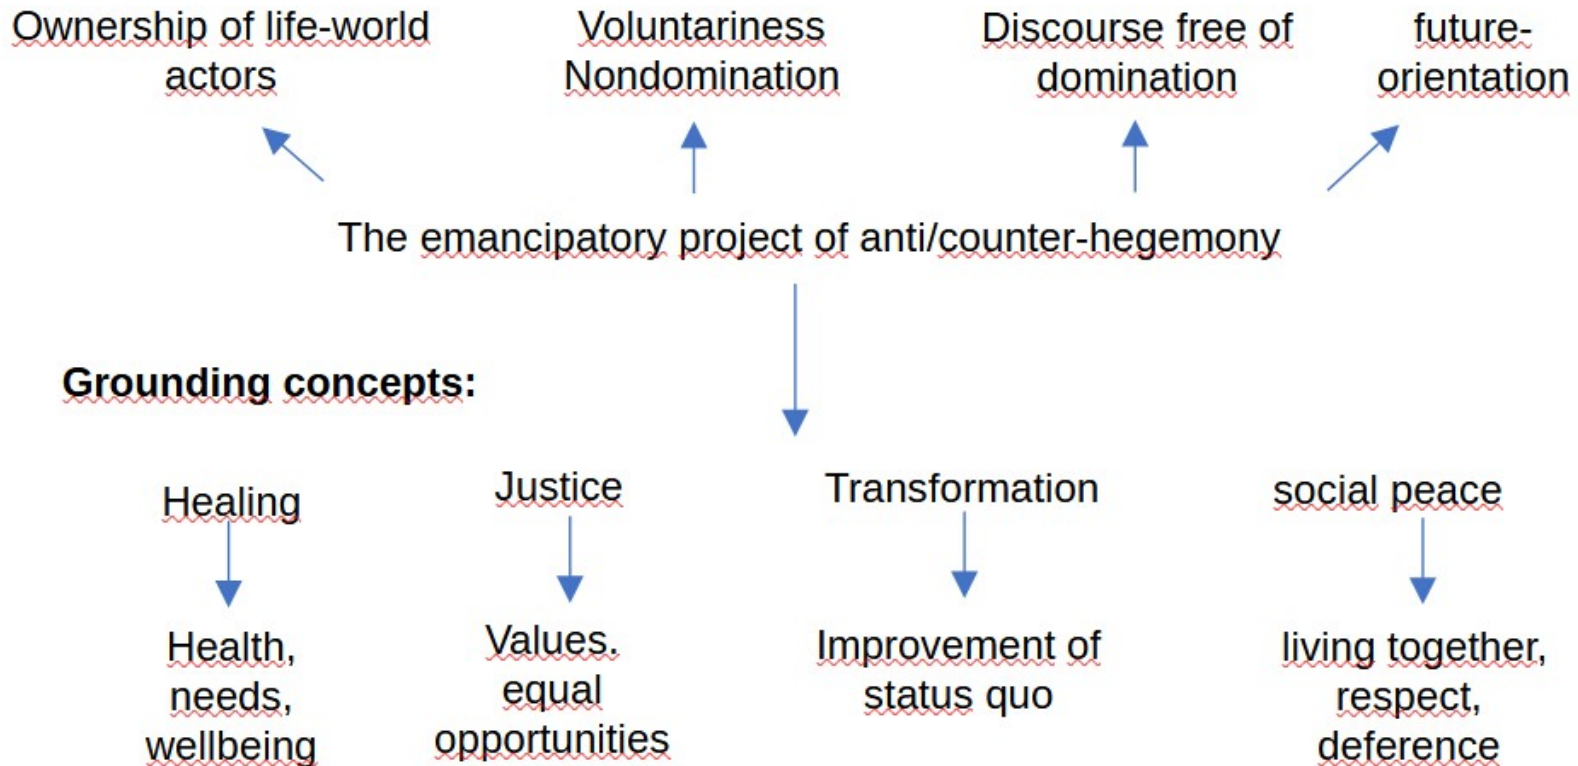 Ownership of life-world
actors
Voluntariness
Nondomination
Discourse free of
domination
future-
orientation
The emancipatory project of anti/counter-hegemony
Grounding concepts:
Healing
Justice
Transformation
social peace
Health,
needs,
wellbeing
Values.
equal
opportunities
Improvement of
status quo
living together,
respect,
deference